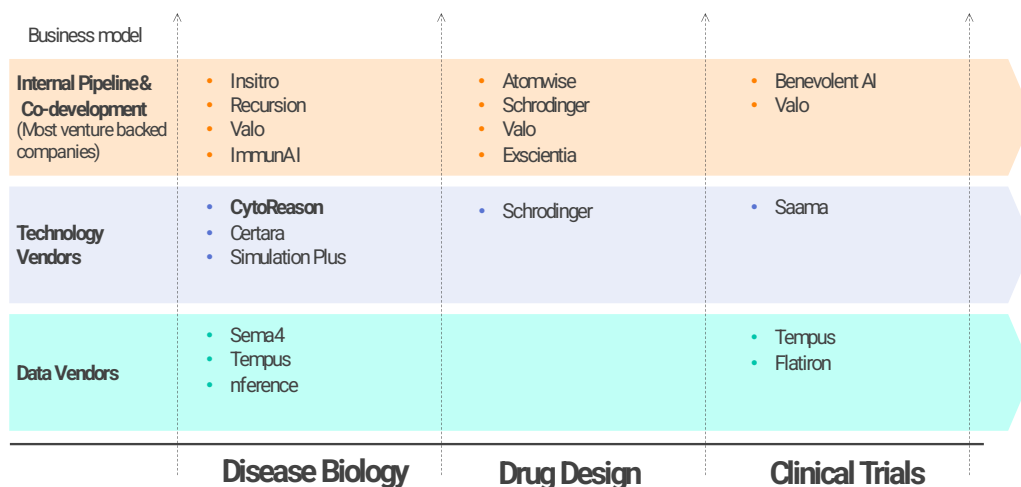 Business model
Internal Pipeline &
Co-development
(Most venture backed
companies)
• Insitro
• Recursion
• Valo
• ImmunAI
• Atomwise
• Schrodinger
• Valo
• Exscientia
• Benevolent AI
• Valo
Technology
Vendors
• CytoReason
• Certara
• Simulation Plus
• Schrodinger
• Saama
Data Vendors
• Sema4
• Tempus
• nference
• Tempus
• Flatiron
Disease Biology
Drug Design
Clinical Trials